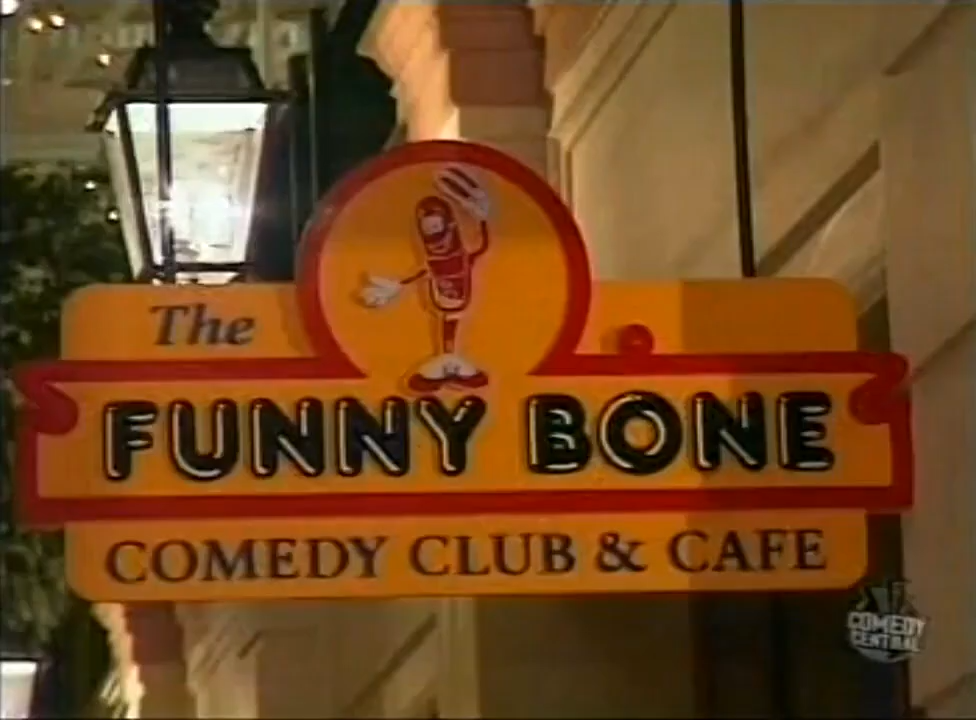 The
FUNNY BONE
COMEDY CLUB & CAFE
COMEDY
CENTRAL